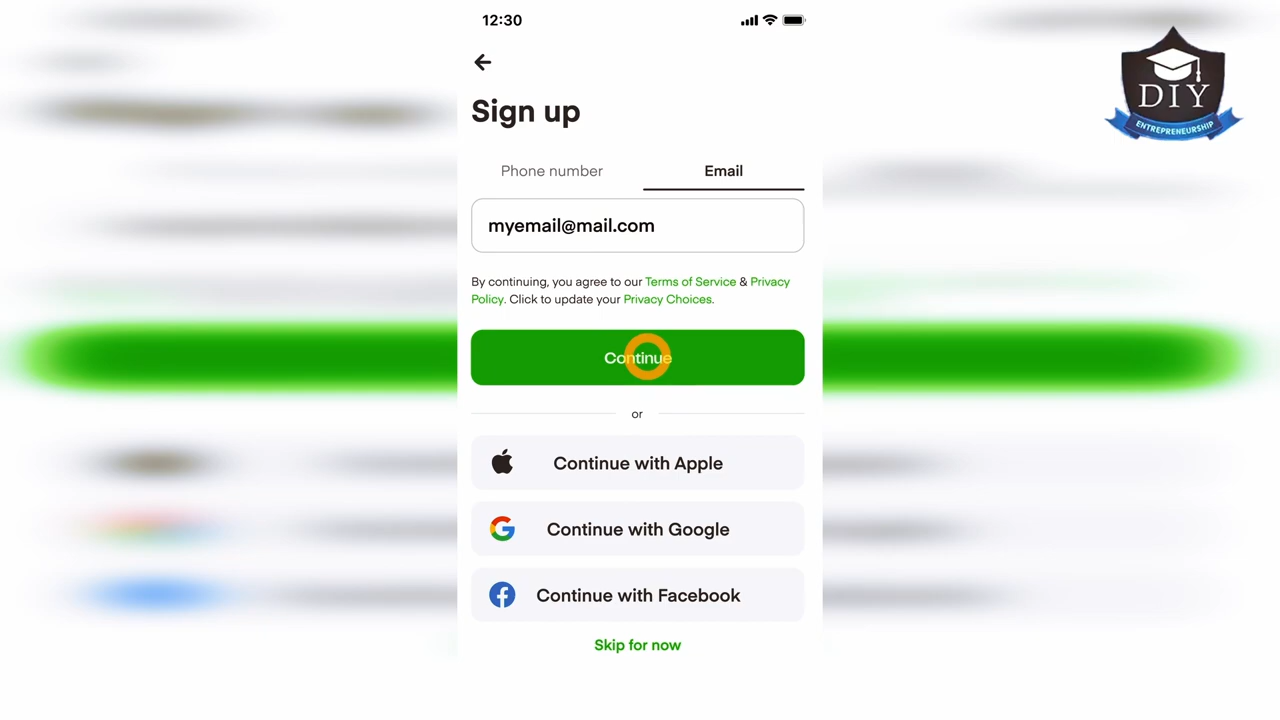 12:30
Sign up
Phone number
Email
myemail@mail.com
By continuing, you agree to our Terms of Service & Privacy
Policy. Click to update your Privacy Choices.
Continue
or
Continue with Apple
Continue with Google
Continue with Facebook
Skip for now
DIY
ENTREPRENEURSHIP